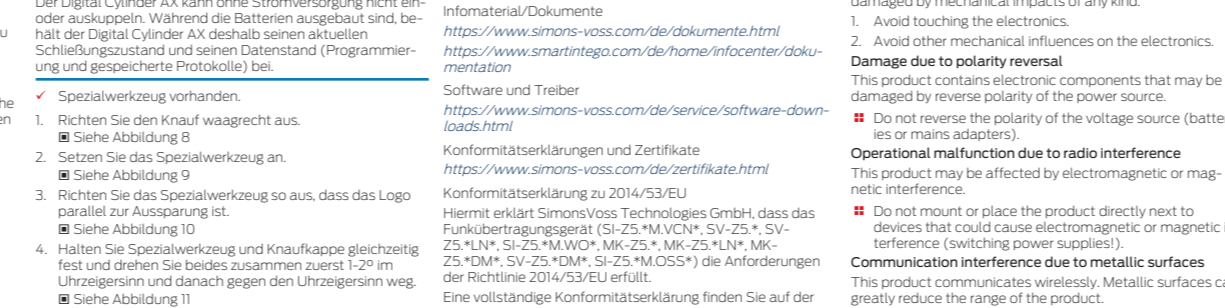 u
he
en
Der Digital Cylinder AX kann ohne Stromversorgung nicht ein-
oder auskuppeln. Während die Batterien ausgebaut sind, be-
hält der Digital Cylinder AX deshalb seinen aktuellen
Schließungszustand und seinen Datenstand (Programmier-
ung und gespeicherte Protokolle) bei.
✓ Spezialwerkzeug vorhanden.
1. Richten Sie den Knauf waagrecht aus.
Siehe Abbildung 8
2. Setzen Sie das Spezialwerkzeug an.
Siehe Abbildung 9
3. Richten Sie das Spezialwerkzeug so aus, dass das Logo
parallel zur Aussparung ist.
Siehe Abbildung 10
4. Halten Sie Spezialwerkzeug und Knaufkappe gleichzeitig
fest und drehen Sie beides zusammen zuerst 1-2º im
Uhrzeigersinn und danach gegen den Uhrzeigersinn weg.
Siehe Abbildung 11
Infomaterial/Dokumente
https://www.simons-voss.com/de/dokumente.html
https://www.smartintego.com/de/home/infocenter/doku-
mentation
Software und Treiber
https://www.simons-voss.com/de/service/software-down-
loads.html
Konformitätserklärungen und Zertifikate
https://www.simons-voss.com/de/zertifikate.html
Konformitätserklärung zu 2014/53/EU
Hiermit erklärt SimonsVoss Technologies GmbH, dass das
Funkübertragungsgerät (SI-Z5.*M.VCN*, SV-Z5.*, SV-
Z5.*LN*, SI-Z5.*M.WO*, MK-Z5.*, MK-Z5.*LN*, MK-
Z5.*DM*, SV-Z5.*DM*, SI-Z5.*M.OSS*) die Anforderungen
der Richtlinie 2014/53/EU erfüllt.
Eine vollständige Konformitätserklärung finden Sie auf der
damaged by mechanical impacts of any kind.
1. Avoid touching the electronics.
2. Avoid other mechanical influences on the electronics.
Damage due to polarity reversal
This product contains electronic components that may be
damaged by reverse polarity of the power source.
Do not reverse the polarity of the voltage source (batter
ies or mains adapters).
Operational malfunction due to radio interference
This product may be affected by electromagnetic or mag-
netic interference.
Do not mount or place the product directly next to
devices that could cause electromagnetic or magnetic i
terference (switching power supplies!).
Communication interference due to metallic surfaces
This product communicates wirelessly. Metallic surfaces ca
greatly reduce the range of the product.